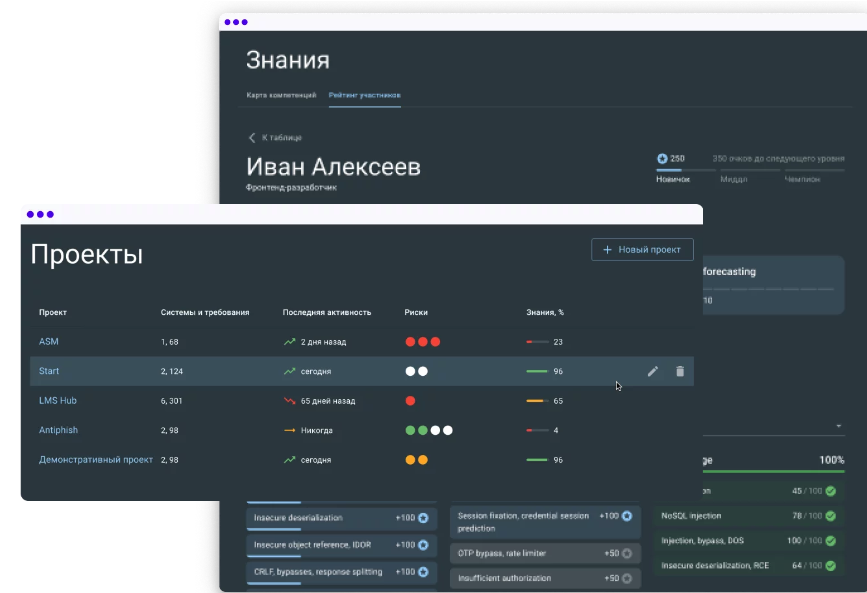 Знания
Карта компетенций
Рейтинг участников
К таблице
Иван Алексеев
Фронтенд-разработчик
250
350 очков до следующего уровня
Новичок
Миддл
Чемпион
Проекты
+ Новый проект
Проект
Системы и требования
Последняя активность
Риски
Знания, %
ASM
1, 68
2 дня назад
23
Start
2, 124
сегодня
96
LMS Hub
6, 301
65 дней назад
65
Antiphish
2, 98
Никогда
4
Демонстративный проект
2, 98
сегодня
96
forecasting
100%
45 / 100
Insecure deserialization
+100
Session fixation, credential session
prediction
+100
NoSQL injection
78 / 100
Insecure object reference, IDOR
+100
OTP bypass, rate limiter
+50
Injection, bypass, DOS
100 / 100
CRLF, bypasses, response splitting
+100
Insufficient authorization
+50
Insecure deserialization, RCE
64 / 100